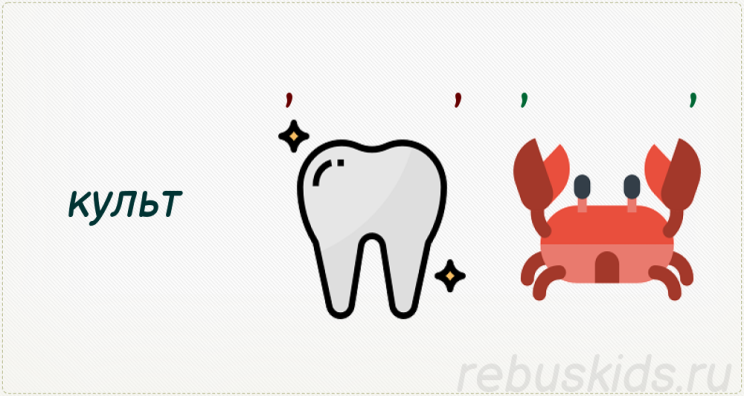 , , , ,
культ
rebuskids.ru